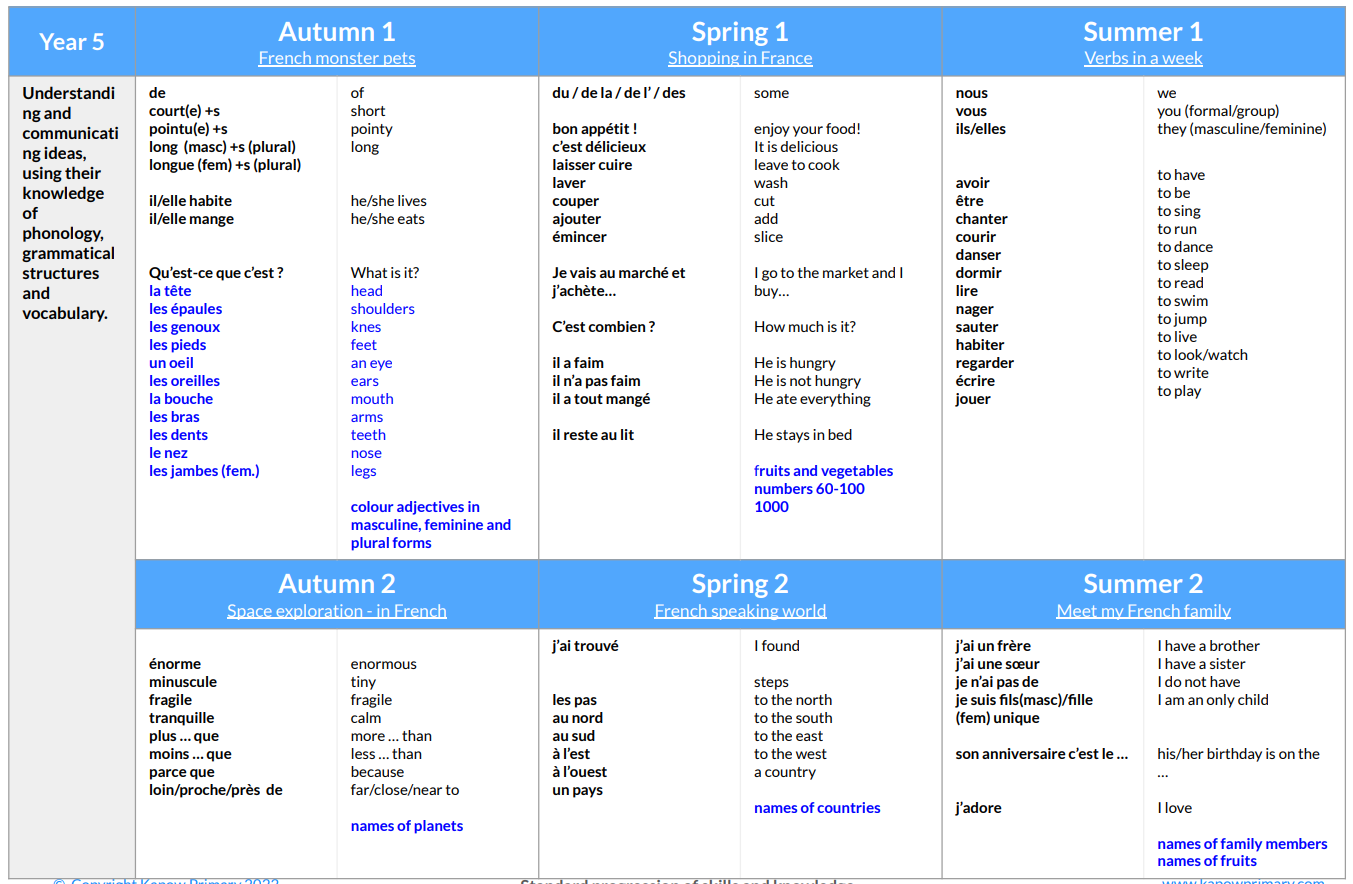 Year 5
Autumn 1
French monster pets
Spring 1
Shopping in France
Summer 1
Verbs in a week
Understandi
ng and
communicati
ng ideas,
using their
knowledge
of
phonology,
grammatical
structures
and
vocabulary.
de
court(e) +s
pointu(e) +s
long (masc) +s (plural)
longue (fem) +s (plural)
il/elle habite
il/elle mange
Qu’est-ce que c’est ?
la tête
les épaules
les genoux
les pieds
un oeil
les oreilles
la bouche
les bras
les dents
le nez
les jambes (fem.)
of
short
pointy
long
he/she lives
he/she eats
What is it?
head
shoulders
knes
feet
an eye
ears
mouth
arms
teeth
nose
legs
colour adjectives in
masculine, feminine and
plural forms
du / de la / de l’ / des
bon appétit !
c’est délicieux
laisser cuire
laver
couper
ajouter
émincer
Je vais au marché et
j’achète…
C’est combien ?
il a faim
il n’a pas faim
il a tout mangé
il reste au lit
some
enjoy your food!
It is delicious
leave to cook
wash
cut
add
slice
I go to the market and I
buy…
How much is it?
He is hungry
He is not hungry
He ate everything
He stays in bed
fruits and vegetables
numbers 60-100
1000
nous
vous
ils/elles
avoir
être
chanter
courir
danser
dormir
lire
nager
sauter
habiter
regarder
écrire
jouer
we
you (formal/group)
they (masculine/feminine)
to have
to be
to sing
to run
to dance
to sleep
to read
to swim
to jump
to live
to look/watch
to write
to play
Autumn 2
Space exploration - in French
Spring 2
French speaking world
Summer 2
Meet my French family
énorme
minuscule
fragile
tranquille
plus … que
moins … que
parce que
loin/proche/près de
enormous
tiny
fragile
calm
more … than
less … than
because
far/close/near to
names of planets
j’ai trouvé
les pas
au nord
au sud
à l’est
à l’ouest
un pays
I found
steps
to the north
to the south
to the east
to the west
a country
names of countries
j’ai un frère
j’ai une sœur
je n’ai pas de
je suis fils(masc)/fille
(fem) unique
son anniversaire c’est le …
j’adore
I have a brother
I have a sister
I do not have
I am an only child
his/her birthday is on the
…
I love
names of family members
names of fruits
© Copyright Kapow Primary 2023
Standard progression of skills and knowledge
www.kapowprimary.com